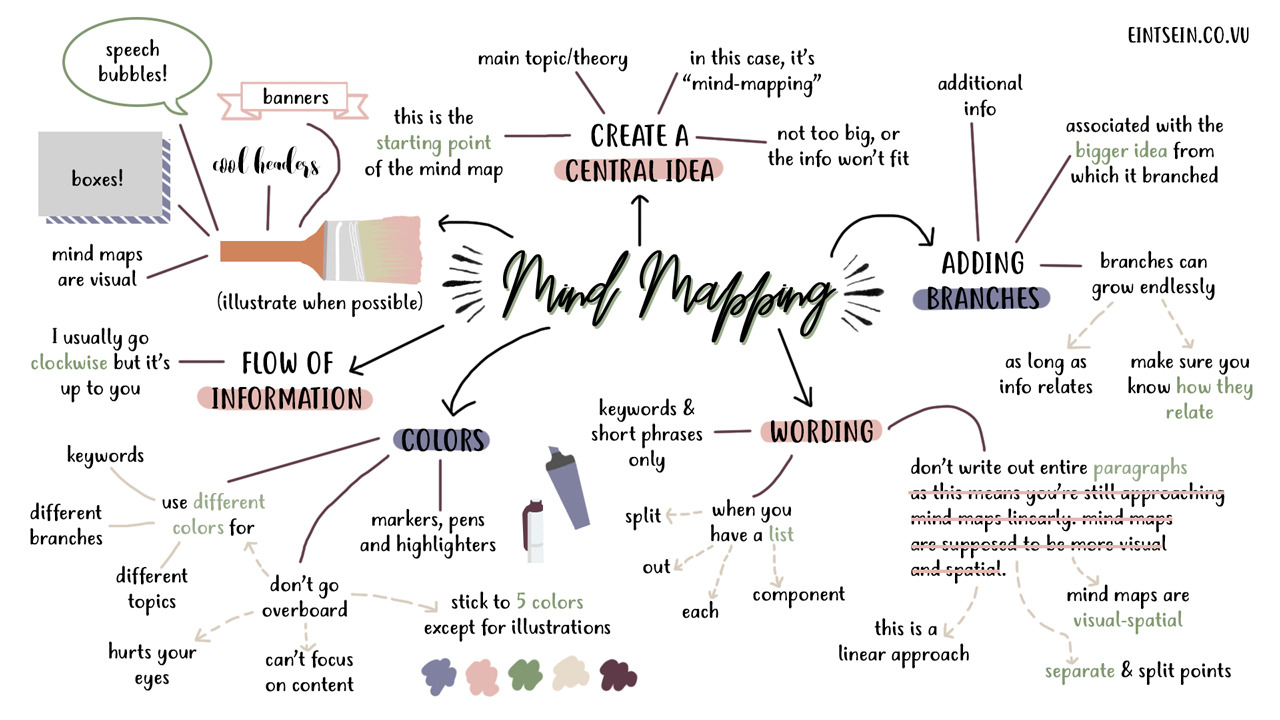 EINTSEIN.CO.VU
Mind Mapping
CREATE A
CENTRAL IDEA
main topic/theory
in this case, it's
“mind-mapping”
this is the
starting point
of the mind map
not too big, or
the info won't fit
ADDING
BRANCHES
additional
info
associated with the
bigger idea from
which it branched
branches can
grow endlessly
as long as
info relates
make sure you
know how they
relate
WORDING
keywords &
short phrases
only
when you
have a list
split
out
each
component
don't write out entire paragraphs
as this means you're still approaching
mind maps linearly. mind maps
are supposed to be more visual
and spatial.
mind maps are
visual-spatial
this is a
linear approach
separate & split points
COLORS
markers, pens
and highlighters
use different
colors for
keywords
different
branches
different
topics
don't go
overboard
hurts your
eyes
can't focus
on content
stick to 5 colors
except for illustrations
FLOW OF
INFORMATION
I usually go
clockwise but it's
up to you
(illustrate when possible)
mind maps
are visual
boxes!
speech
bubbles!
cool headers
banners